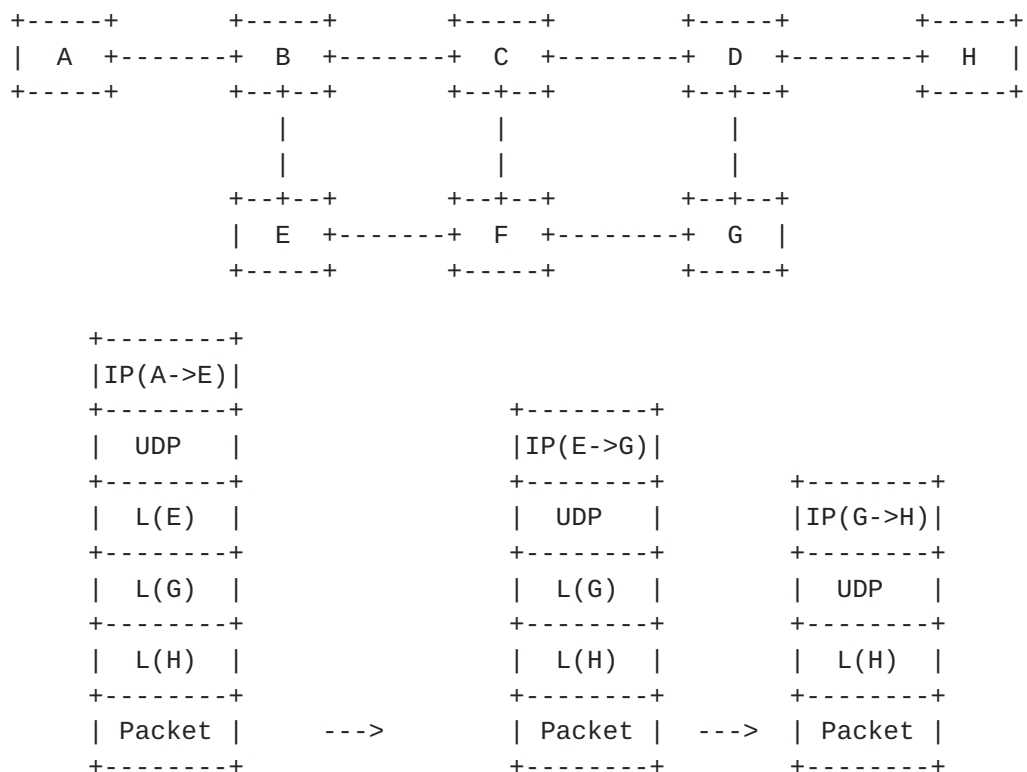 +-----+       +-----+       +-----+        +-----+        +-----+
|  A  +-------+  B  +-------+  C  +--------+  D  +--------+  H  |
+-----+       +--+--+       +--+--+        +--+--+        +-----+
                 |             |              |
                 |             |              |
              +--+--+       +--+--+        +--+--+
              |  E  +-------+  F  +--------+  G  |
              +-----+       +-----+        +-----+

     +--------+
     |IP(A->E)|
     +--------+                 +--------+
     |  UDP   |                 |IP(E->G)|
     +--------+                 +--------+        +--------+
     |  L(E)  |                 |  UDP   |        |IP(G->H)|
     +--------+                 +--------+        +--------+
     |  L(G)  |                 |  L(G)  |        |  UDP   |
     +--------+                 +--------+        +--------+
     |  L(H)  |                 |  L(H)  |        |  L(H)  |
     +--------+                 +--------+        +--------+
     | Packet |     --->        | Packet |  --->  | Packet |
     +--------+                 +--------+        +--------+